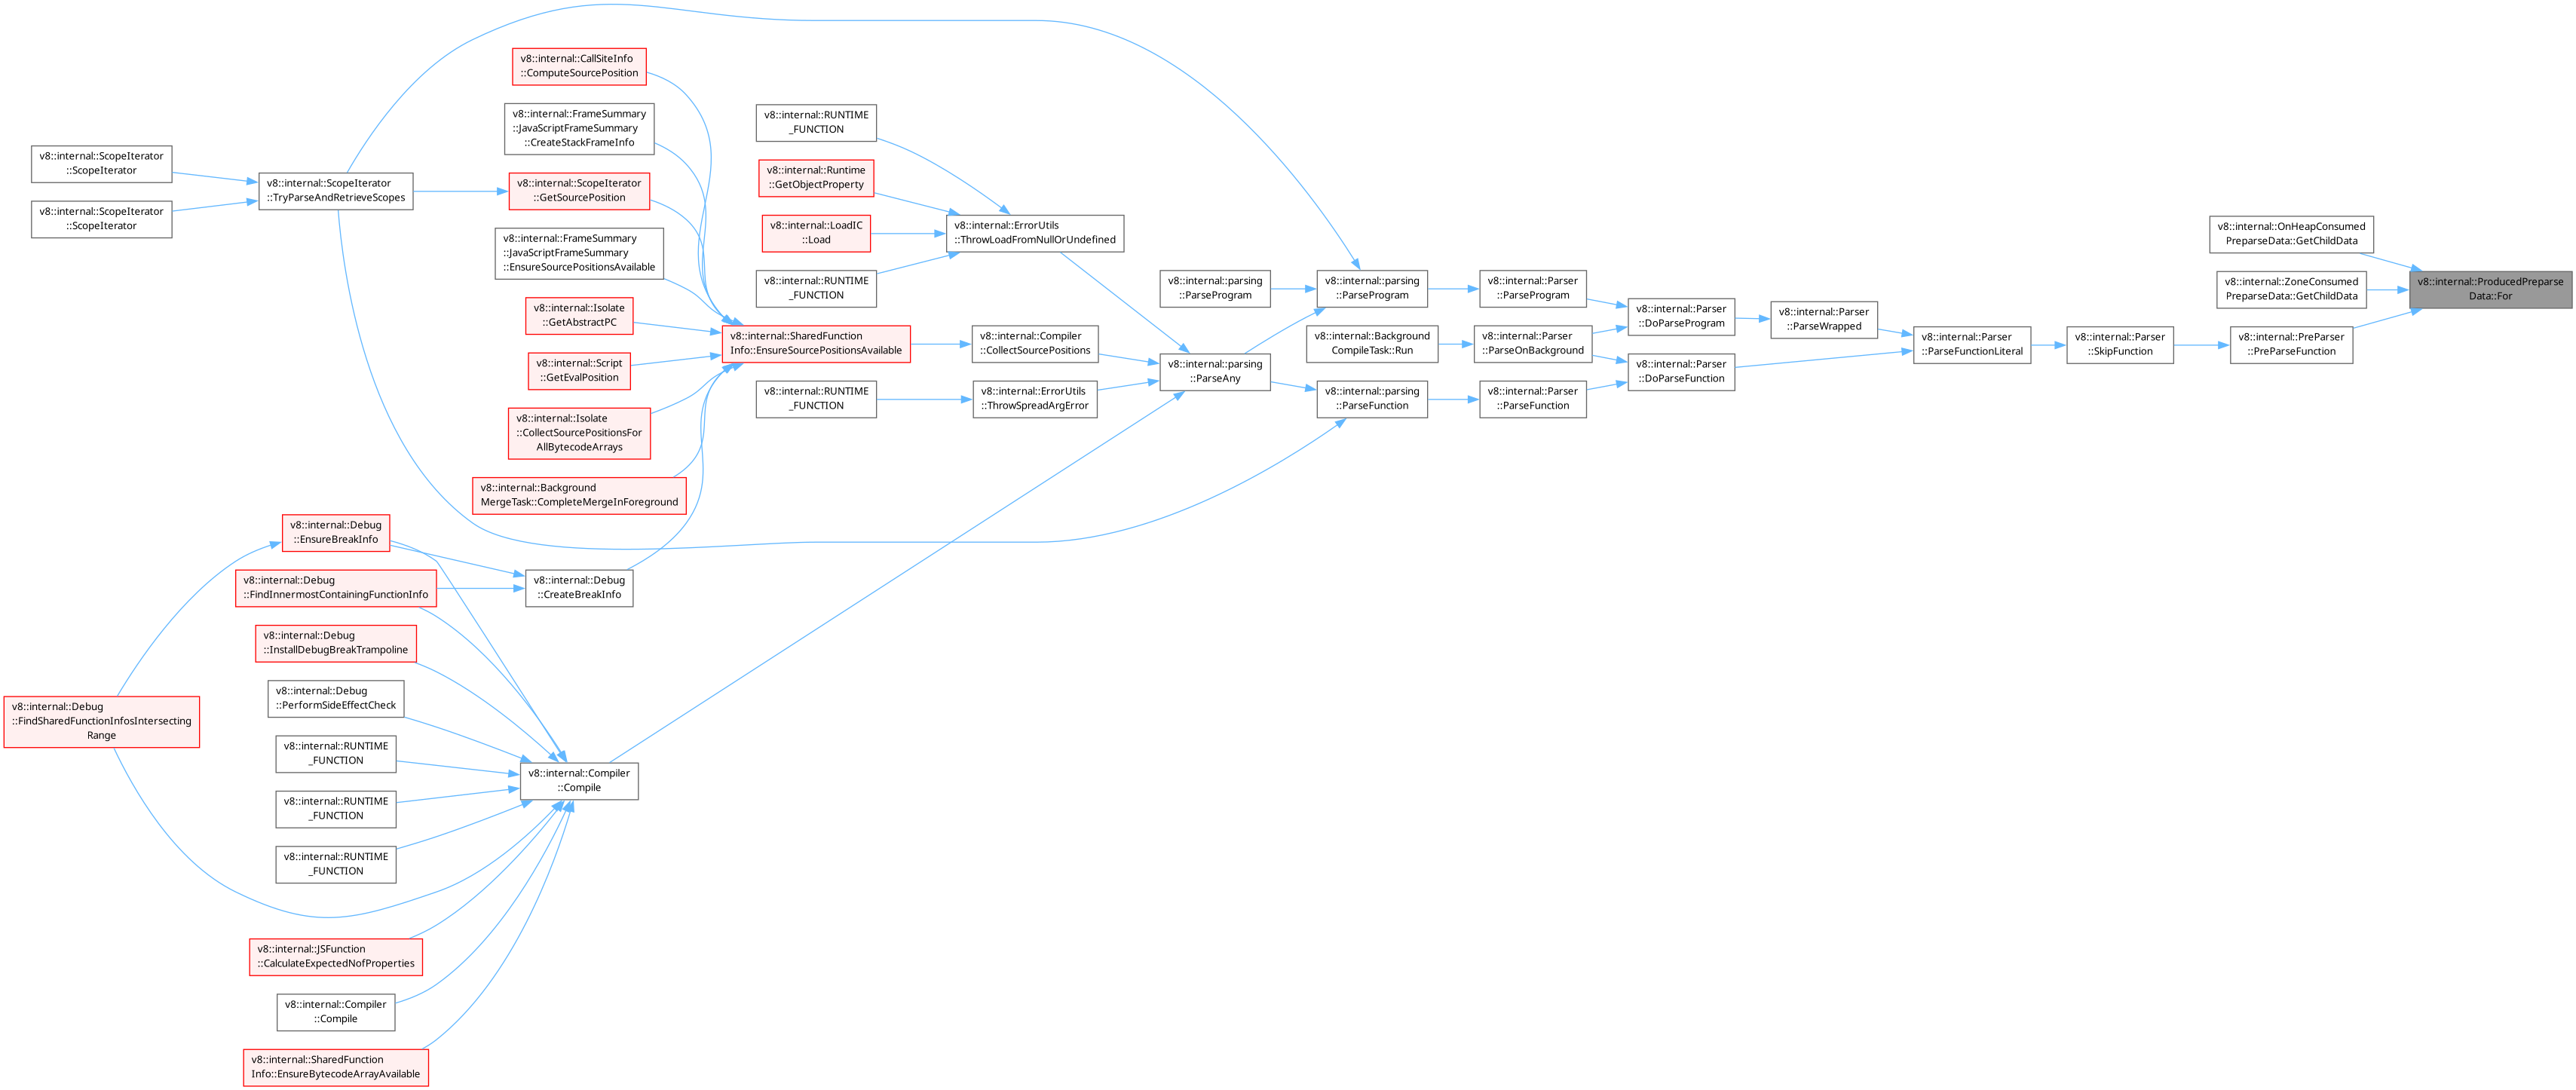 v8::internal::CallSiteInfo
::ComputeSourcePosition
v8::internal::FrameSummary
::JavaScriptFrameSummary
::CreateStackFrameInfo
v8::internal::RUNTIME
_FUNCTION
v8::internal::ScopeIterator
::ScopeIterator
v8::internal::ScopeIterator
::TryParseAndRetrieveScopes
v8::internal::ScopeIterator
::GetSourcePosition
v8::internal::Runtime
::GetObjectProperty
v8::internal::ScopeIterator
::ScopeIterator
v8::internal::LoadIC
::Load
v8::internal::ErrorUtils
::ThrowLoadFromNullOrUndefined
v8::internal::OnHeapConsumed
PreparseData::GetChildData
v8::internal::FrameSummary
::JavaScriptFrameSummary
::EnsureSourcePositionsAvailable
v8::internal::RUNTIME
_FUNCTION
v8::internal::parsing
::ParseProgram
v8::internal::parsing
::ParseProgram
v8::internal::Parser
::ParseProgram
v8::internal::ZoneConsumed
PreparseData::GetChildData
v8::internal::ProducedPreparse
Data::For
v8::internal::Isolate
::GetAbstractPC
v8::internal::Parser
::DoParseProgram
v8::internal::Parser
::ParseWrapped
v8::internal::SharedFunction
Info::EnsureSourcePositionsAvailable
v8::internal::Compiler
::CollectSourcePositions
v8::internal::Background
CompileTask::Run
v8::internal::Parser
::ParseOnBackground
v8::internal::Parser
::ParseFunctionLiteral
v8::internal::Parser
::SkipFunction
v8::internal::PreParser
::PreParseFunction
v8::internal::Script
::GetEvalPosition
v8::internal::parsing
::ParseAny
v8::internal::Parser
::DoParseFunction
v8::internal::RUNTIME
_FUNCTION
v8::internal::ErrorUtils
::ThrowSpreadArgError
v8::internal::parsing
::ParseFunction
v8::internal::Parser
::ParseFunction
v8::internal::Isolate
::CollectSourcePositionsFor
AllBytecodeArrays
v8::internal::Background
MergeTask::CompleteMergeInForeground
v8::internal::Debug
::EnsureBreakInfo
v8::internal::Debug
::FindInnermostContainingFunctionInfo
v8::internal::Debug
::CreateBreakInfo
v8::internal::Debug
::InstallDebugBreakTrampoline
v8::internal::Debug
::PerformSideEffectCheck
v8::internal::Debug
::FindSharedFunctionInfosIntersecting
Range
v8::internal::RUNTIME
_FUNCTION
v8::internal::Compiler
::Compile
v8::internal::RUNTIME
_FUNCTION
v8::internal::RUNTIME
_FUNCTION
v8::internal::JSFunction
::CalculateExpectedNofProperties
v8::internal::Compiler
::Compile
v8::internal::SharedFunction
Info::EnsureBytecodeArrayAvailable